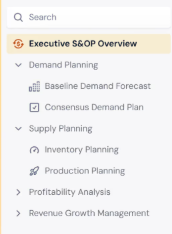 Search
Executive S&OP Overview
Demand Planning
Baseline Demand Forecast
Consensus Demand Plan
Supply Planning
Inventory Planning
Production Planning
Profitability Analysis
Revenue Growth Management